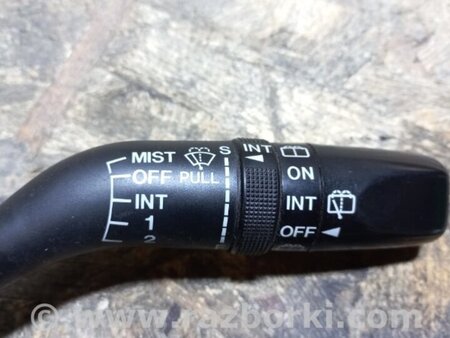 MIST
OFF PULL
INT
1
2
S
INT
ON
INT
OFF
www.razborki.com